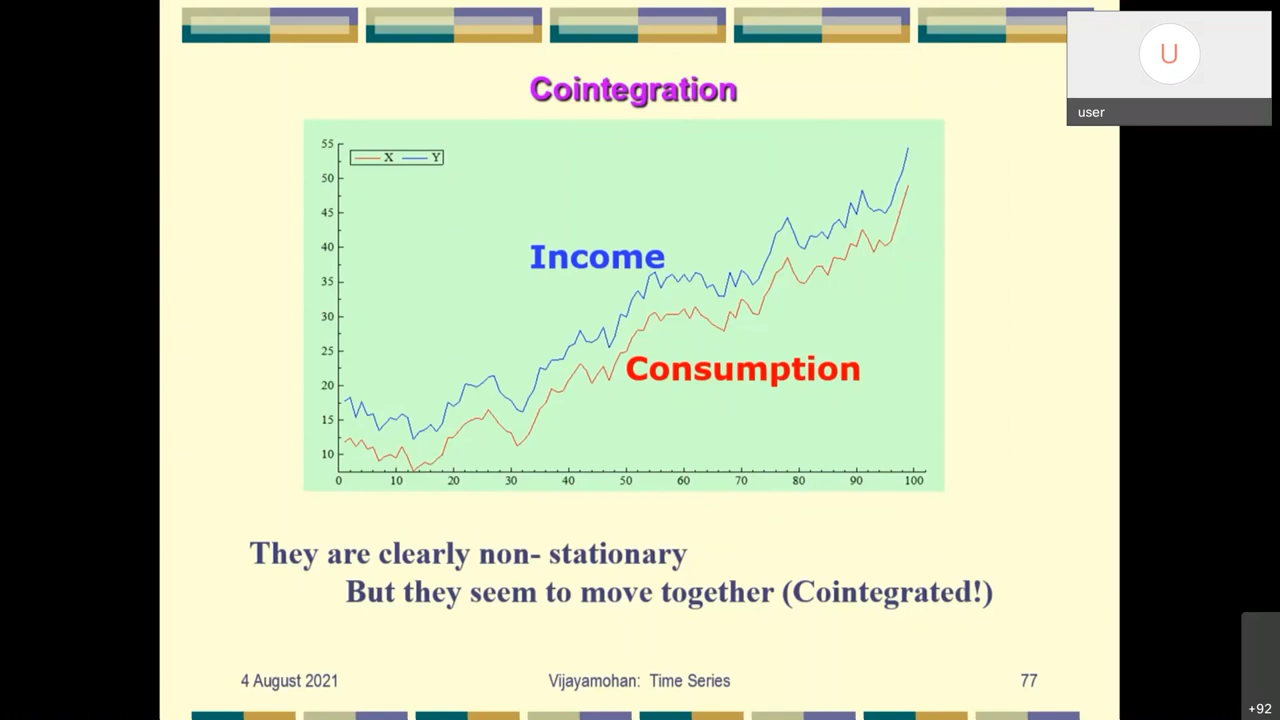 Cointegration
U
user
X Y
55
50
45
40
35
30
25
20
15
10
Income
Consumption
0 10 20 30 40 50 60 70 80 90 100
They are clearly non- stationary
But they seem to move together (Cointegrated!)
4 August 2021 Vijayamohan: Time Series 77
+92